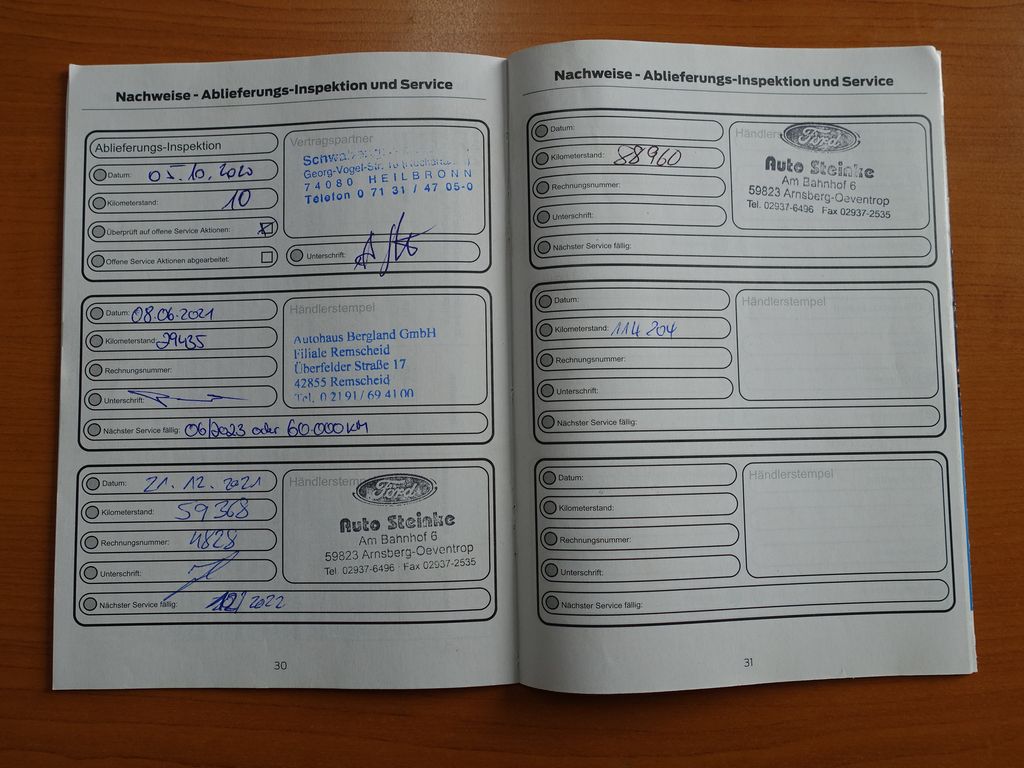 Nachweise - Ablieferungs-Inspektion und Service
Ablieferungs-Inspektion
Datum: 05.10.2020
Kilometerstand: 10
Überprüft auf offene Service Aktionen:
Offene Service Aktionen abgearbeitet:
Vertragspartner
Georg-Vogel-Str.
74080 HEILBRONN
Telefon 0 71 31 / 47 05-0
Unterschrift:
Datum: 08.06.2021
Kilometerstand: 29435
Rechnungsnummer:
Unterschrift:
Nächster Service fällig: 06/2023 oder 60.000KM
Händlerstempel
Autohaus Bergland GmbH
Filiale Remscheid
Überfelder Straße 17
42855 Remscheid
Tel. 0 21 91 / 69 41 00
Datum: 21.12.2021
Kilometerstand: 59368
Rechnungsnummer: 4828
Unterschrift:
Nächster Service fällig: 12/2022
Händlerstem
Ford
Auto Steinke
Am Bahnhof 6
59823 Arnsberg-Oeventrop
Tel. 02937-6496 · Fax 02937-2535
30
Nachweise - Ablieferungs-Inspektion und Service
Datum:
Kilometerstand: 88960
Rechnungsnummer:
Unterschrift:
Nächster Service fällig:
Händlers
Ford
Auto Steinke
Am Bahnhof 6
59823 Arnsberg-Oeventrop
Tel. 02937-6496 Fax 02937-2535
Datum:
Kilometerstand: 114 204
Rechnungsnummer:
Unterschrift:
Nächster Service fällig:
Händlerstempel
Datum:
Kilometerstand:
Rechnungsnummer:
Unterschrift:
Nächster Service fällig:
Händlerstempel
31